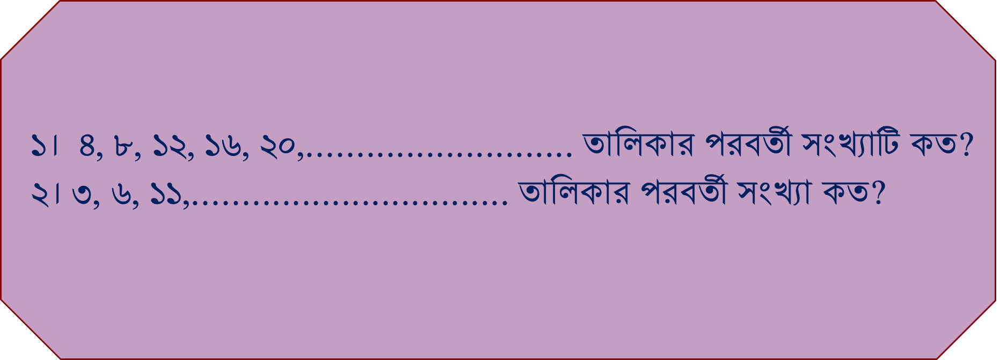 ১।  ৪, ৮, ১২, ১৬, ২০,........................... তালিকার পরবর্তী সংখ্যাটি কত?
২। ৩, ৬, ১১,................................ তালিকার পরবর্তী সংখ্যা কত?